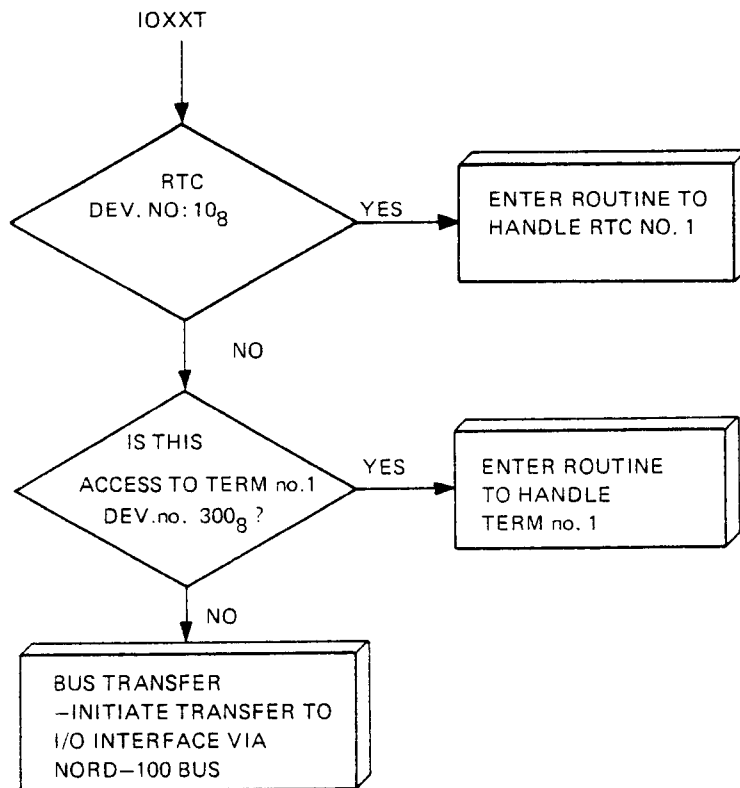 IOXXT
RTC
DEV. NO: 10₈
YES
ENTER ROUTINE TO
HANDLE RTC NO. 1
NO
IS THIS
ACCESS TO TERM no.1
DEV.no. 300₈ ?
YES
ENTER ROUTINE
TO HANDLE
TERM no. 1
NO
BUS TRANSFER
–INITIATE TRANSFER TO
I/O INTERFACE VIA
NORD–100 BUS